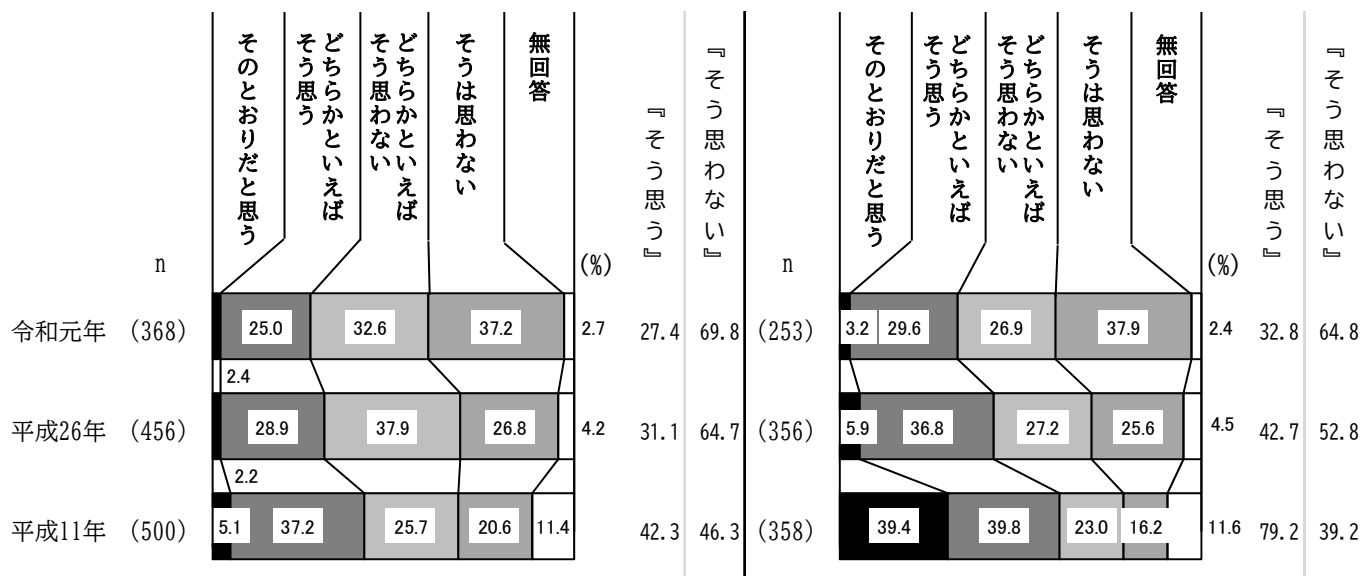 そのとおりだと思う
どちらかといえば
そう思う
どちらかといえば
そう思わない
そうは思わない
無回答
『そう思う』
『そう思わない』
そのとおりだと思う
どちらかといえば
そう思う
どちらかといえば
そう思わない
そうは思わない
無回答
『そう思う』
『そう思わない』
n (%) n (%)
令和元年 (368) 25.0 32.6 37.2 2.7 27.4 69.8 (253) 3.2 29.6 26.9 37.9 2.4 32.8 64.8
2.4
平成26年 (456) 28.9 37.9 26.8 4.2 31.1 64.7 (356) 5.9 36.8 27.2 25.6 4.5 42.7 52.8
2.2
平成11年 (500) 5.1 37.2 25.7 20.6 11.4 42.3 46.3 (358) 39.4 39.8 23.0 16.2 11.6 79.2 39.2